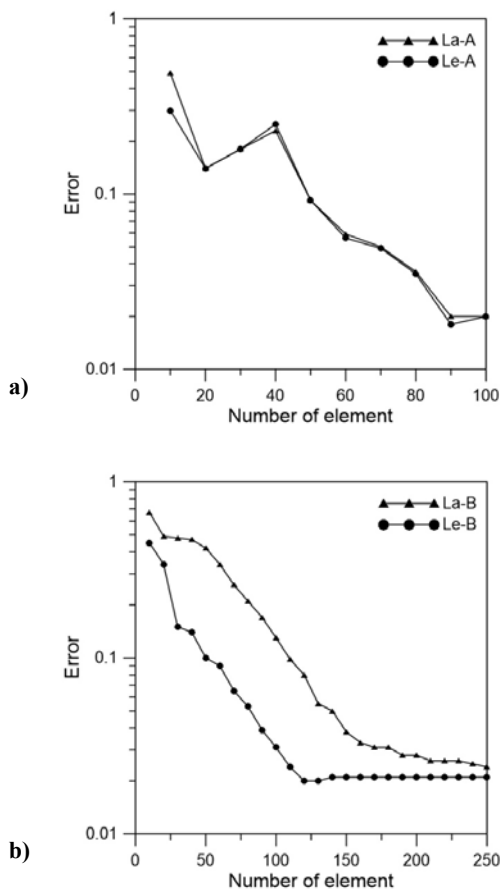 1
La-A
Le-A
Error
0.1
0.01
a)
0
20
40
60
80
100
Number of element
1
La-B
Le-B
Error
0.1
0.01
b)
0
50
100
150
200
250
Number of element